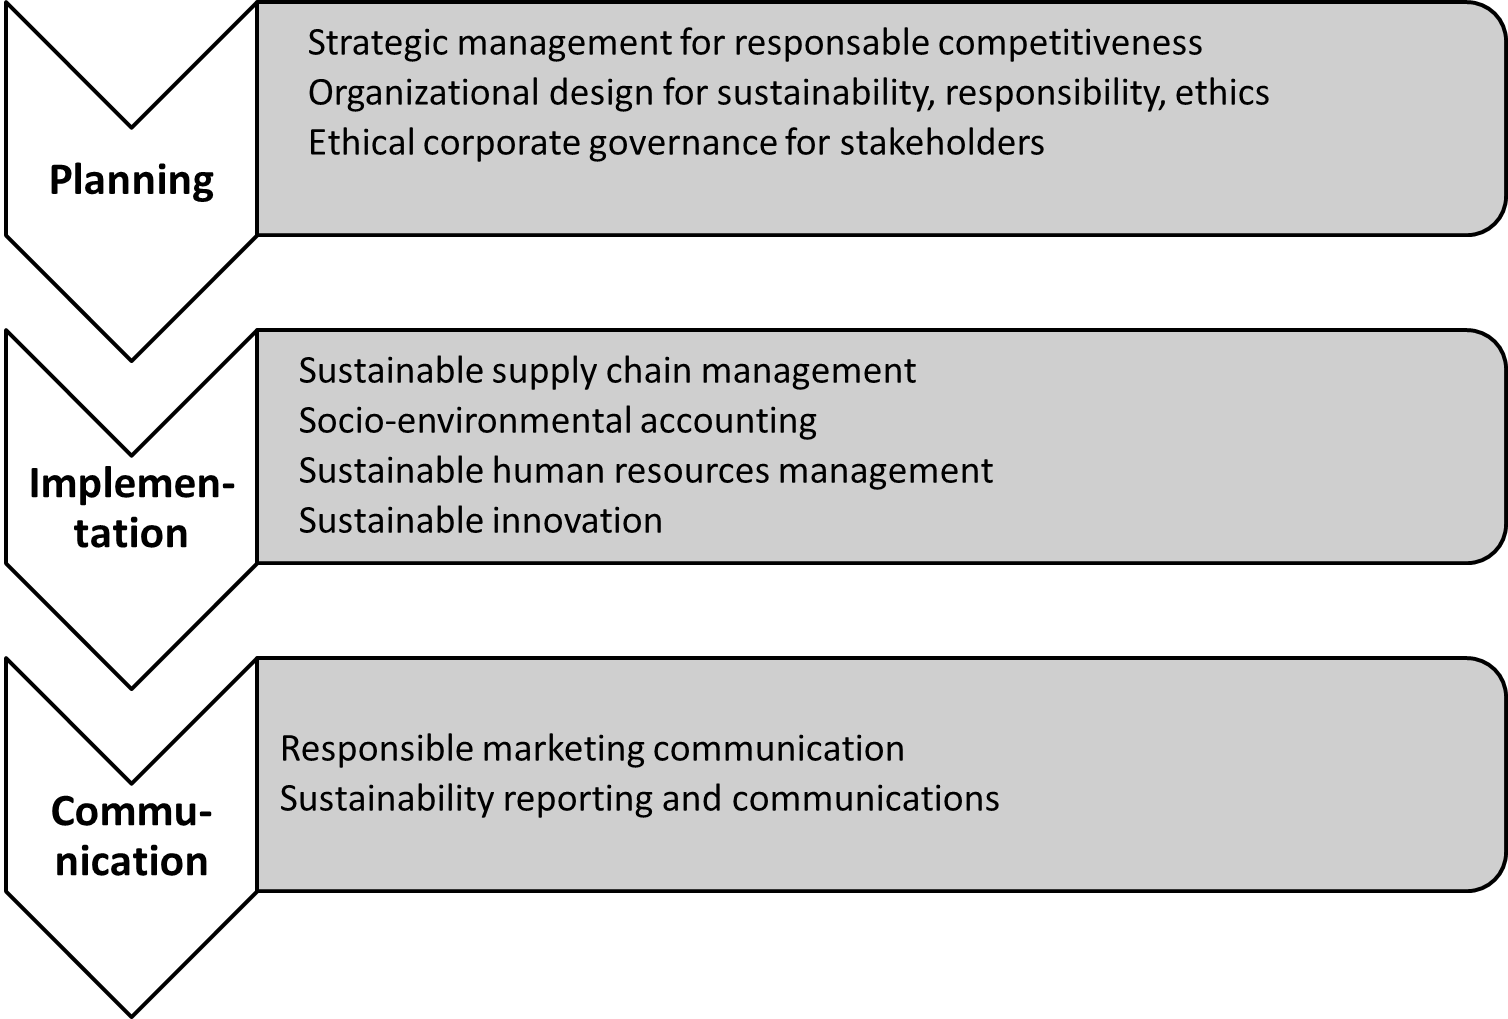 Strategic management for responsable competitiveness
Organizational design for sustainability, responsibility, ethics
Ethical corporate governance for stakeholders
Planning
Sustainable supply chain management
Socio-environmental accounting
Sustainable human resources management
Sustainable innovation
Implemen-
tation
Responsible marketing communication
Sustainability reporting and communications
Commu-
nication